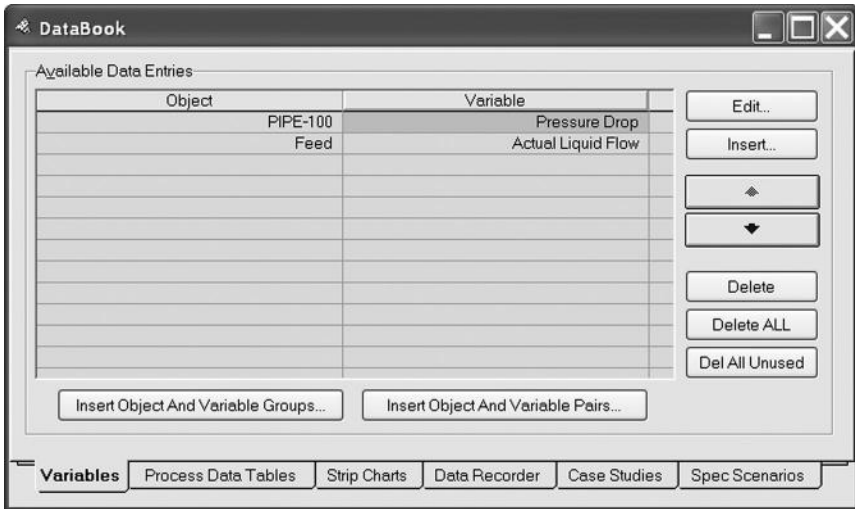 DataBook
Available Data Entries
Object Variable
PIPE-100 Pressure Drop
Feed Actual Liquid Flow
Edit...
Insert...
Delete
Delete ALL
Del All Unused
Insert Object And Variable Groups... Insert Object And Variable Pairs...
Variables Process Data Tables Strip Charts Data Recorder Case Studies Spec Scenarios